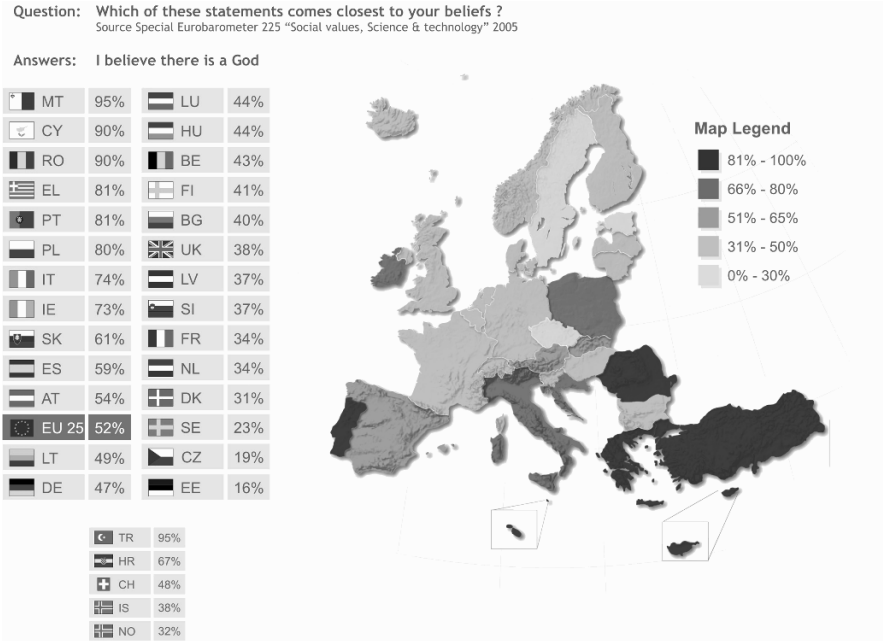 Question: Which of these statements comes closest to your beliefs ?
Source Special Eurobarometer 225 “Social values, Science & technology” 2005
Answers: I believe there is a God
MT 95% LU 44%
CY 90% HU 44%
RO 90% BE 43%
EL 81% FI 41%
PT 81% BG 40%
PL 80% UK 38%
IT 74% LV 37%
IE 73% SI 37%
SK 61% FR 34%
ES 59% NL 34%
AT 54% DK 31%
EU 25 52% SE 23%
LT 49% CZ 19%
DE 47% EE 16%
TR 95%
HR 67%
CH 48%
IS 38%
NO 32%
Map Legend
81% - 100%
66% - 80%
51% - 65%
31% - 50%
0% - 30%